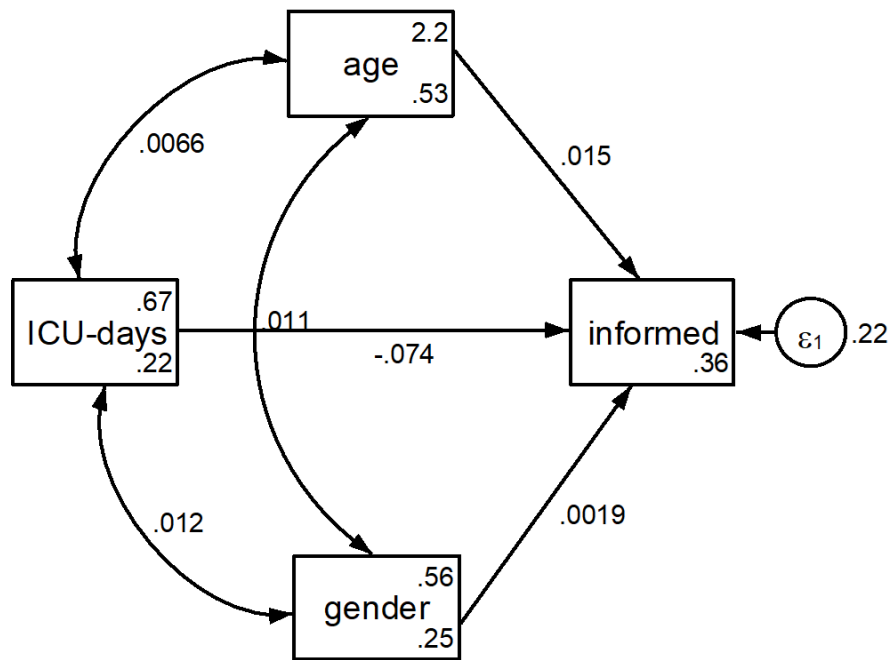 2.2
age
.53
.0066
.015
.67
ICU-days
.22
.011
-.074
informed
.36
ε1
.22
.012
.0019
.56
gender
.25